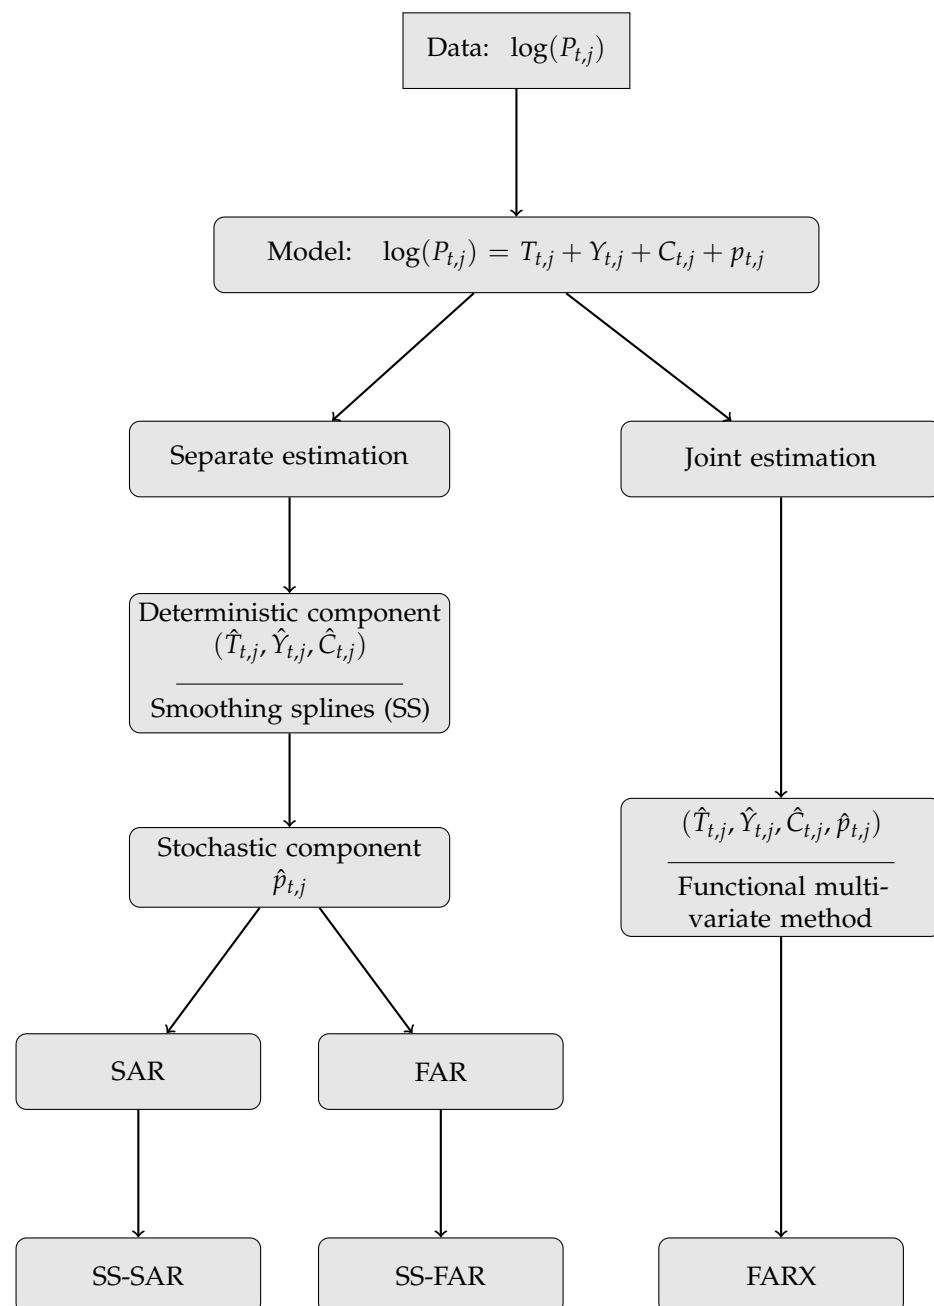 Data: log(P_{t,j})
Model: log(P_{t,j}) = T_{t,j} + Y_{t,j} + C_{t,j} + p_{t,j}
Separate estimation
Joint estimation
Deterministic component
(T̂_{t,j}, Ŷ_{t,j}, Ĉ_{t,j})
Smoothing splines (SS)
Stochastic component
p̂_{t,j}
(T̂_{t,j}, Ŷ_{t,j}, Ĉ_{t,j}, p̂_{t,j})
Functional multi-
variate method
SAR
FAR
SS-SAR
SS-FAR
FARX